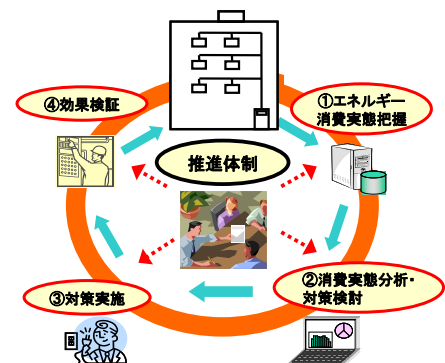 ④効果検証
①エネルギー
消費実態把握
推進体制
②消費実態分析・
対策検討
③対策実施